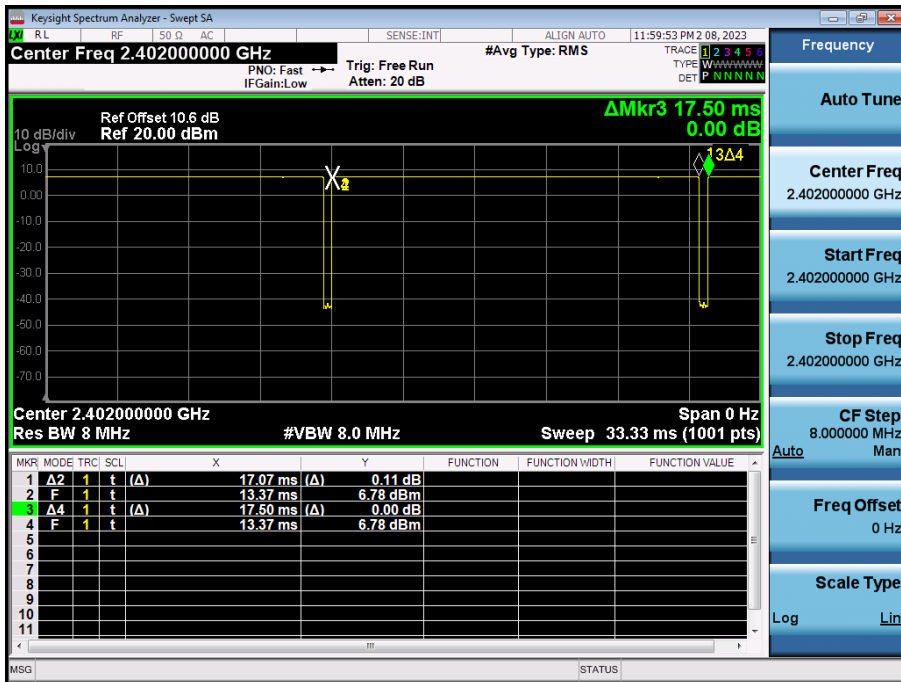 Keysight Spectrum Analyzer - Swept SA
LXI RL RF 50 Ω AC SENSE:INT ALIGN AUTO 11:59:53 PM 2 08, 2023
Center Freq 2.402000000 GHz #Avg Type: RMS TRACE 1 2 3 4 5 6
PNO: Fast Trig: Free Run TYPE WWWWWWW
IFGain:Low Atten: 20 dB DET P N N N N N
ΔMkr3 17.50 ms
0.00 dB
Ref Offset 10.6 dB
10 dB/div Ref 20.00 dBm
Log
10.0
0.00
-10.0
-20.0
-30.0
-40.0
-50.0
-60.0
-70.0
13Δ4
Center 2.402000000 GHz Span 0 Hz
Res BW 8 MHz #VBW 8.0 MHz Sweep 33.33 ms (1001 pts)
MKR MODE TRC SCL X Y FUNCTION FUNCTION WIDTH FUNCTION VALUE
1 Δ2 1 t (Δ) 17.07 ms (Δ) 0.11 dB
2 F 1 t 13.37 ms 6.78 dBm
3 Δ4 1 t (Δ) 17.50 ms (Δ) 0.00 dB
4 F 1 t 13.37 ms 6.78 dBm
5
6
7
8
9
10
11
MSG STATUS
Frequency
Auto Tune
Center Freq
2.402000000 GHz
Start Freq
2.402000000 GHz
Stop Freq
2.402000000 GHz
CF Step
8.000000 MHz
Auto Man
Freq Offset
0 Hz
Scale Type
Log Lin